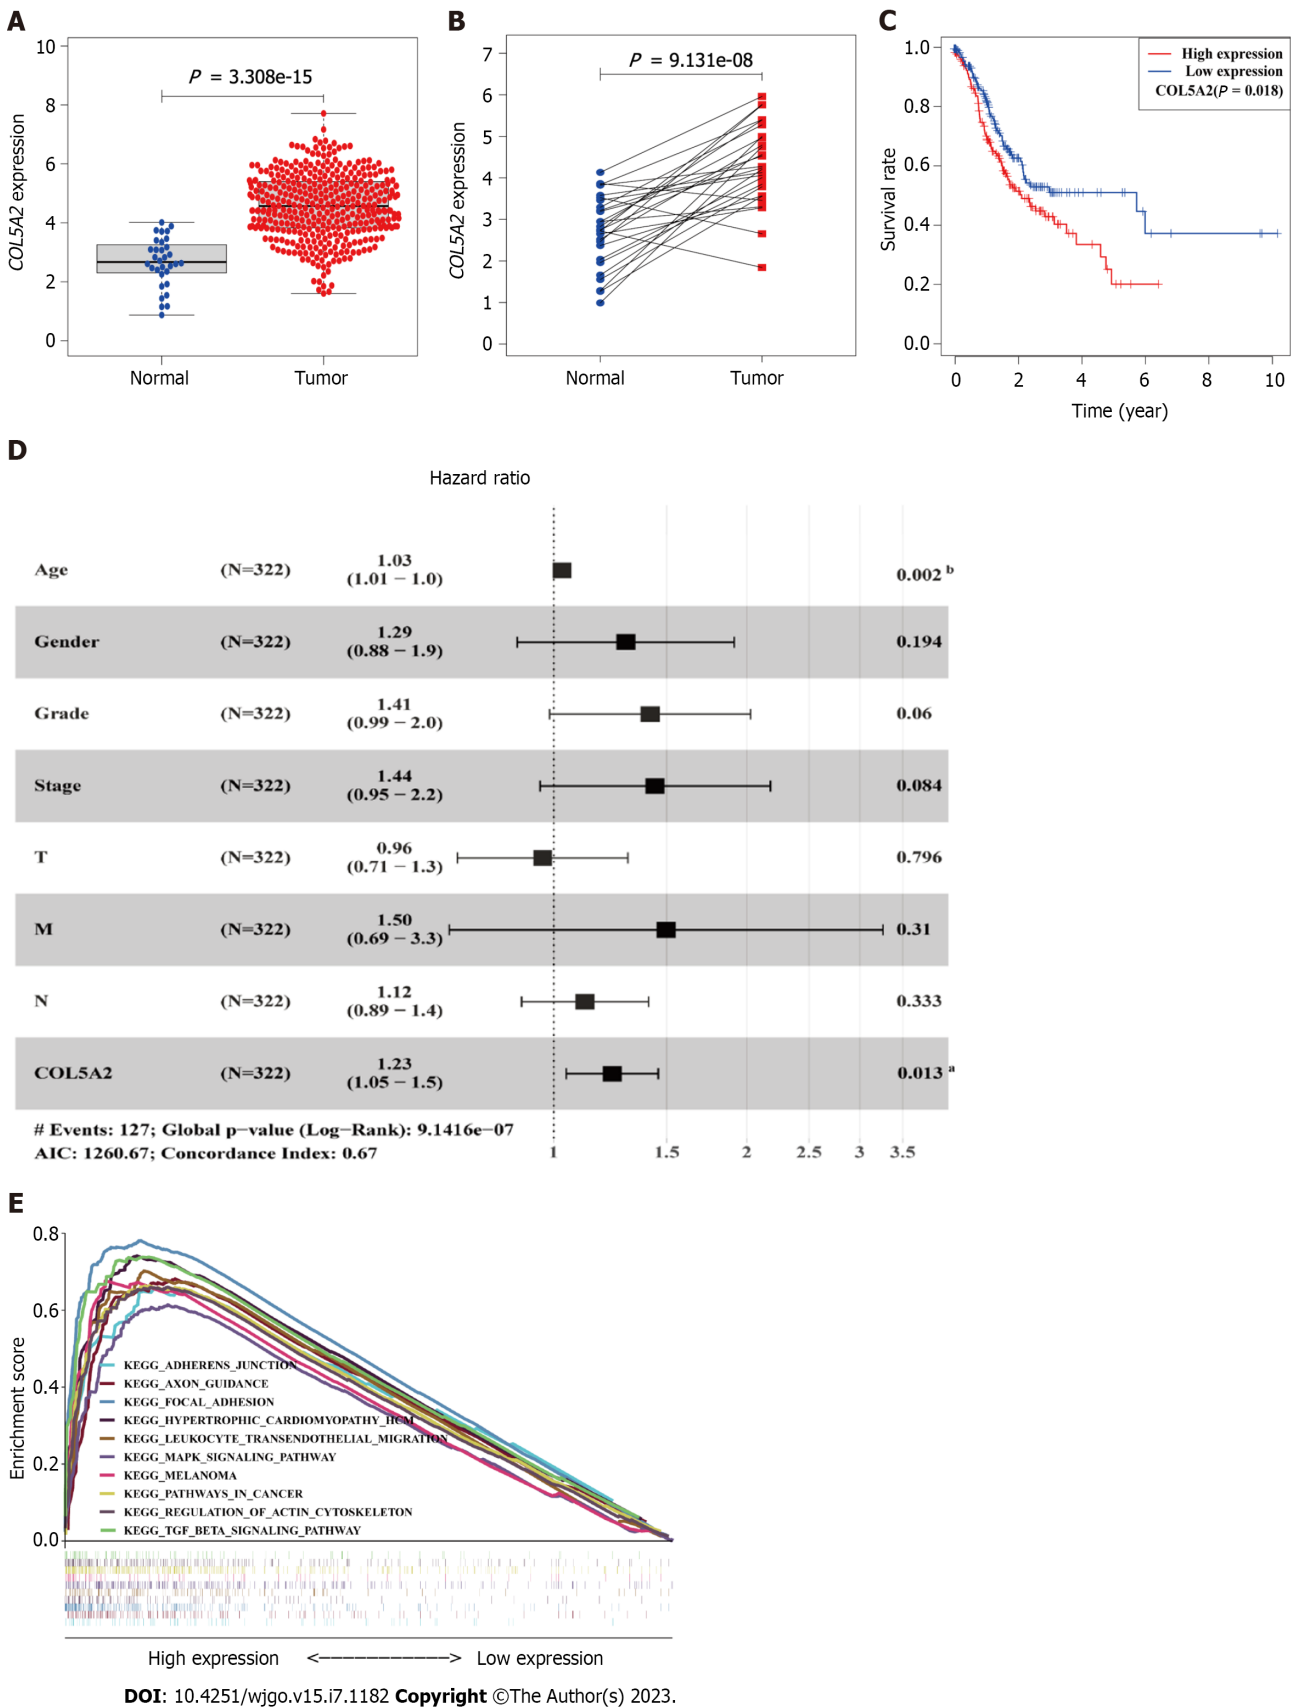 A
10
8
6
4
2
0
COL5A2 expression
P = 3.308e-15
Normal
Tumor
B
7
6
5
4
3
2
1
0
COL5A2 expression
P = 9.131e-08
Normal
Tumor
C
1.0
0.8
0.6
0.4
0.2
0.0
Survival rate
High expression
Low expression
COL5A2(P = 0.018)
0 2 4 6 8 10
Time (year)
D
Hazard ratio
Age (N=322) 1.03 (1.01 − 1.0) 0.002 b
Gender (N=322) 1.29 (0.88 − 1.9) 0.194
Grade (N=322) 1.41 (0.99 − 2.0) 0.06
Stage (N=322) 1.44 (0.95 − 2.2) 0.084
T (N=322) 0.96 (0.71 − 1.3) 0.796
M (N=322) 1.50 (0.69 − 3.3) 0.31
N (N=322) 1.12 (0.89 − 1.4) 0.333
COL5A2 (N=322) 1.23 (1.05 − 1.5) 0.013 a
# Events: 127; Global p−value (Log−Rank): 9.1416e−07
AIC: 1260.67; Concordance Index: 0.67
1 1.5 2 2.5 3 3.5
E
0.8
0.6
0.4
0.2
0.0
Enrichment score
KEGG_ADHERENS_JUNCTION
KEGG_AXON_GUIDANCE
KEGG_FOCAL_ADHESION
KEGG_HYPERTROPHIC_CARDIOMYOPATHY_HCM
KEGG_LEUKOCYTE_TRANSENDOTHELIAL_MIGRATION
KEGG_MAPK_SIGNALING_PATHWAY
KEGG_MELANOMA
KEGG_PATHWAYS_IN_CANCER
KEGG_REGULATION_OF_ACTIN_CYTOSKELETON
KEGG_TGF_BETA_SIGNALING_PATHWAY
High expression <-----------> Low expression
DOI: 10.4251/wjgo.v15.i7.1182 Copyright ©The Author(s) 2023.